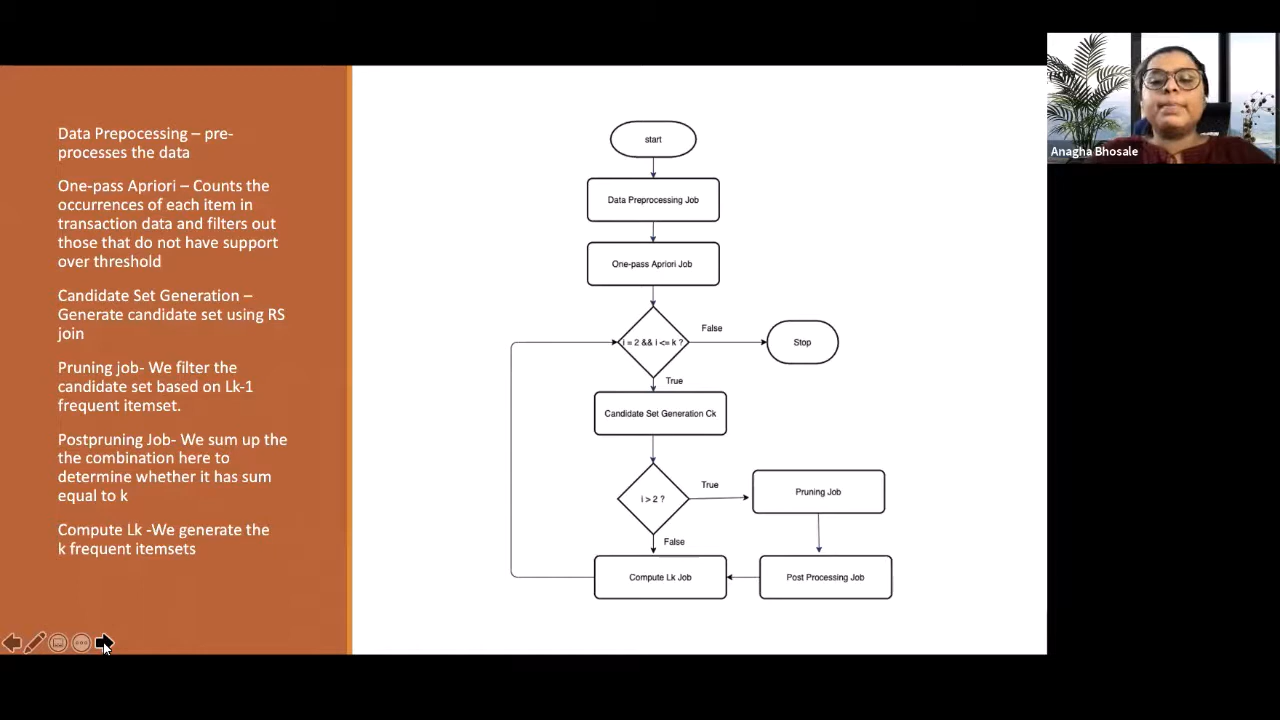 Data Prepocessing – pre-
processes the data
One-pass Apriori – Counts the
occurrences of each item in
transaction data and filters out
those that do not have support
over threshold
Candidate Set Generation –
Generate candidate set using RS
join
Pruning job- We filter the
candidate set based on Lk-1
frequent itemset.
Postpruning Job- We sum up the
the combination here to
determine whether it has sum
equal to k
Compute Lk -We generate the
k frequent itemsets
start
Data Preprocessing Job
One-pass Apriori Job
i = 2 && i <= k ?
False
Stop
True
Candidate Set Generation Ck
i > 2 ?
True
Pruning Job
False
Compute Lk Job
Post Processing Job
Anagha Bhosale